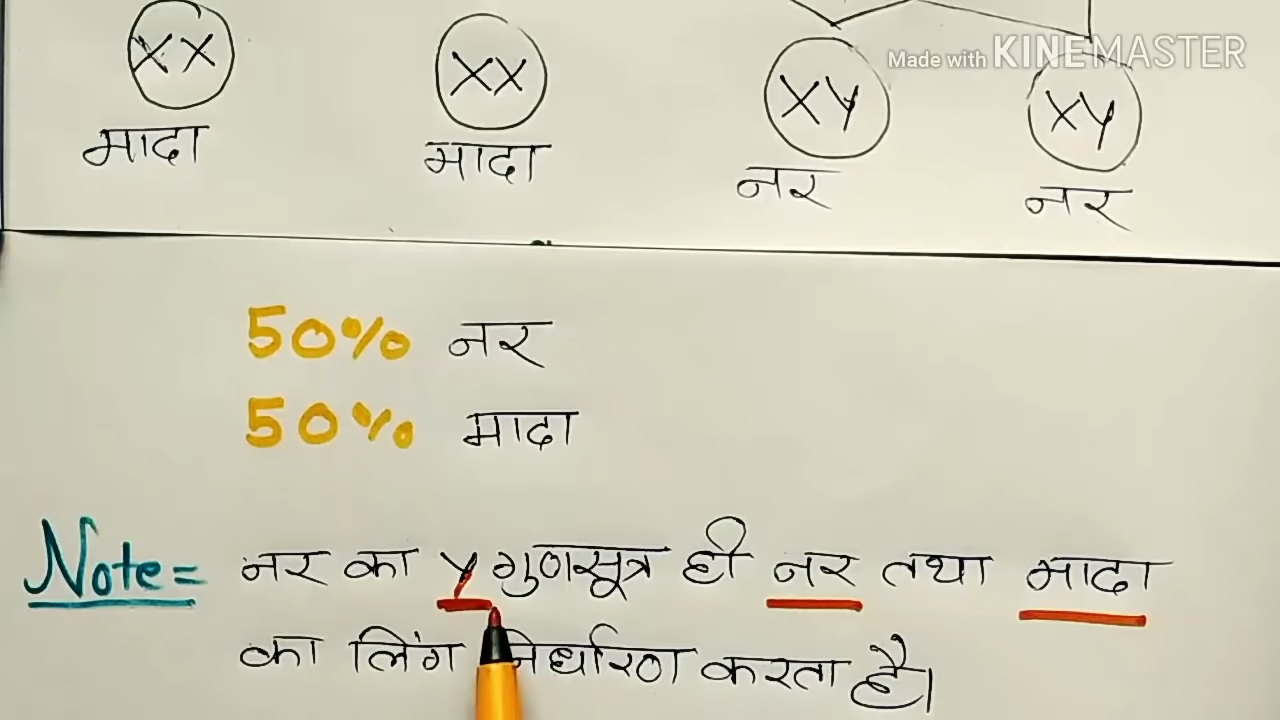 Made with KINEMASTER
XX XX XY XY
मादा मादा नर नर
50% नर
50% मादा
Note= नर का Y गुणसूत्र ही नर तथा मादा
का लिंग निर्धारण करता है।